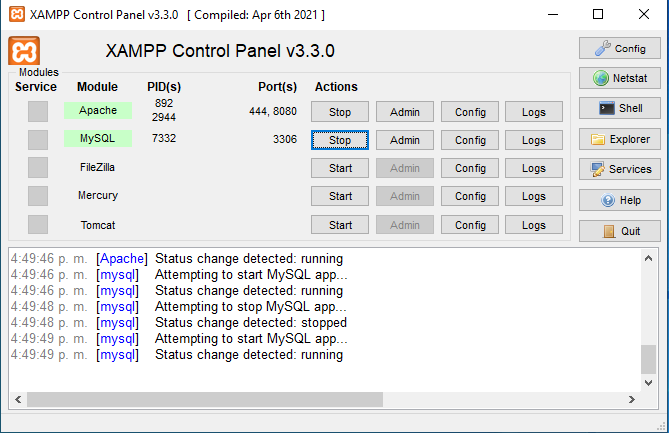 XAMPP Control Panel v3.3.0 [ Compiled: Apr 6th 2021 ]
XAMPP Control Panel v3.3.0
Config
Modules
Service Module PID(s) Port(s) Actions
Netstat
Apache 892 2944 444, 8080 Stop Admin Config Logs
Shell
MySQL 7332 3306 Stop Admin Config Logs
Explorer
FileZilla Start Admin Config Logs
Services
Mercury Start Admin Config Logs
Help
Tomcat Start Admin Config Logs
Quit
4:49:46 p. m. [Apache] Status change detected: running
4:49:46 p. m. [mysql] Attempting to start MySQL app...
4:49:46 p. m. [mysql] Status change detected: running
4:49:48 p. m. [mysql] Attempting to stop MySQL app...
4:49:48 p. m. [mysql] Status change detected: stopped
4:49:49 p. m. [mysql] Attempting to start MySQL app...
4:49:49 p. m. [mysql] Status change detected: running